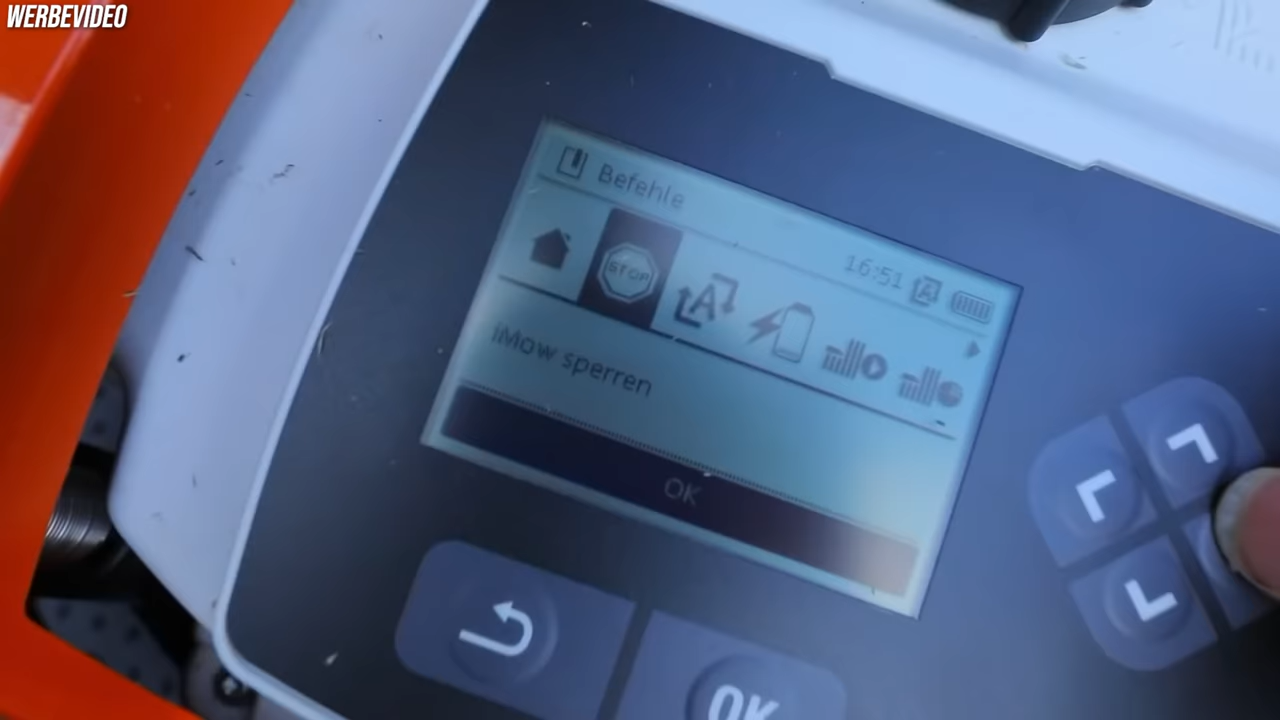 WERBEVIDEO
Befehle
16:51 A
STOP A
iMow sperren
OK
OK